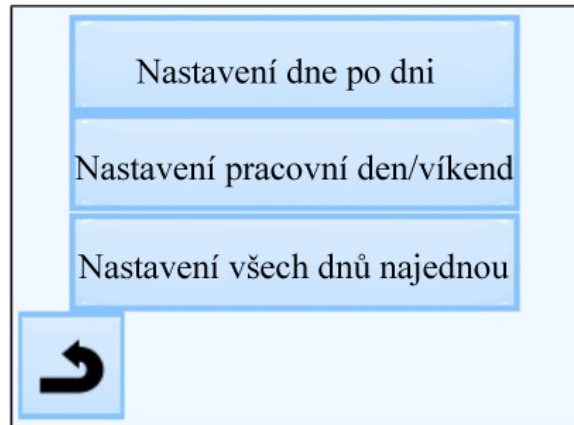 Nastavení dne po dni
Nastavení pracovní den/víkend
Nastavení všech dnů najednou